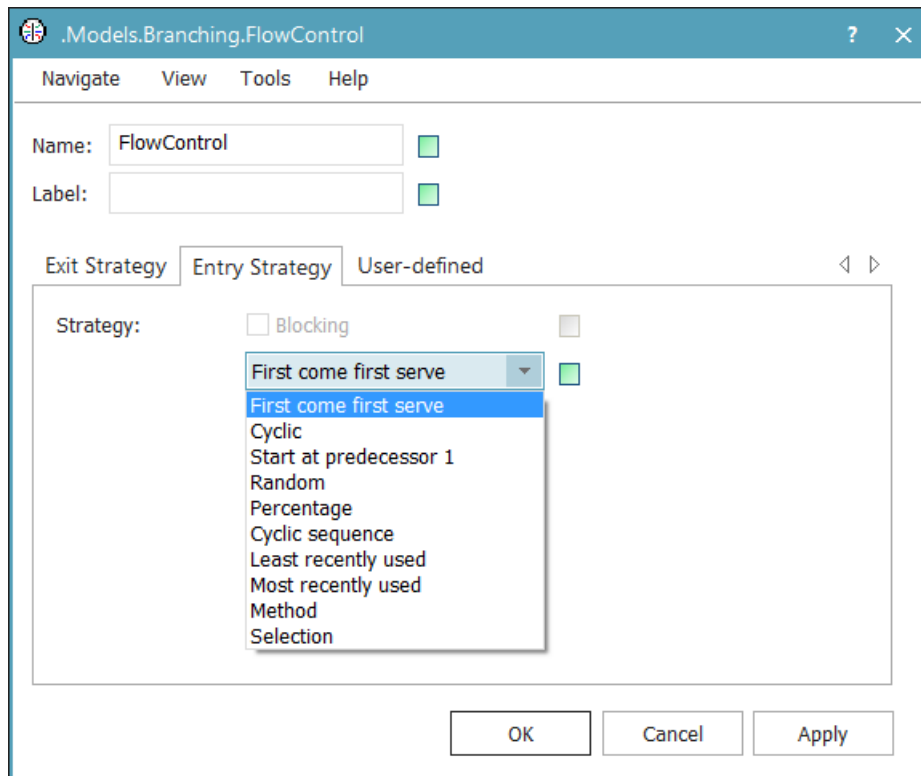 .Models.Branching.FlowControl ? ×
Navigate View Tools Help
Name: FlowControl
Label:
Exit Strategy Entry Strategy User-defined
Strategy: Blocking
First come first serve
First come first serve
Cyclic
Start at predecessor 1
Random
Percentage
Cyclic sequence
Least recently used
Most recently used
Method
Selection
OK Cancel Apply